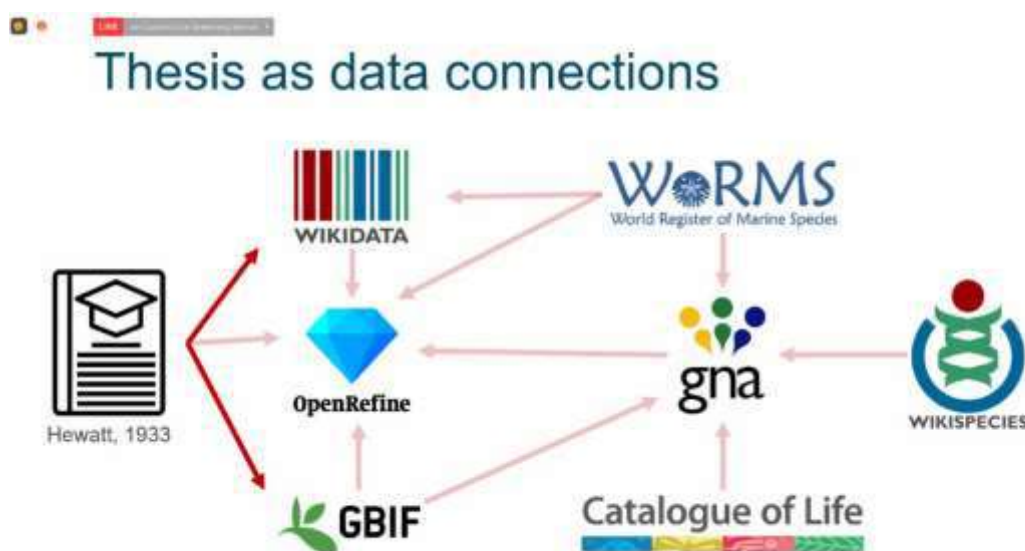 LIVE
Thesis as data connections
WIKIDATA
WoRMS
World Register of Marine Species
Hewatt, 1933
OpenRefine
gna
WIKISPECIES
GBIF
Catalogue of Life